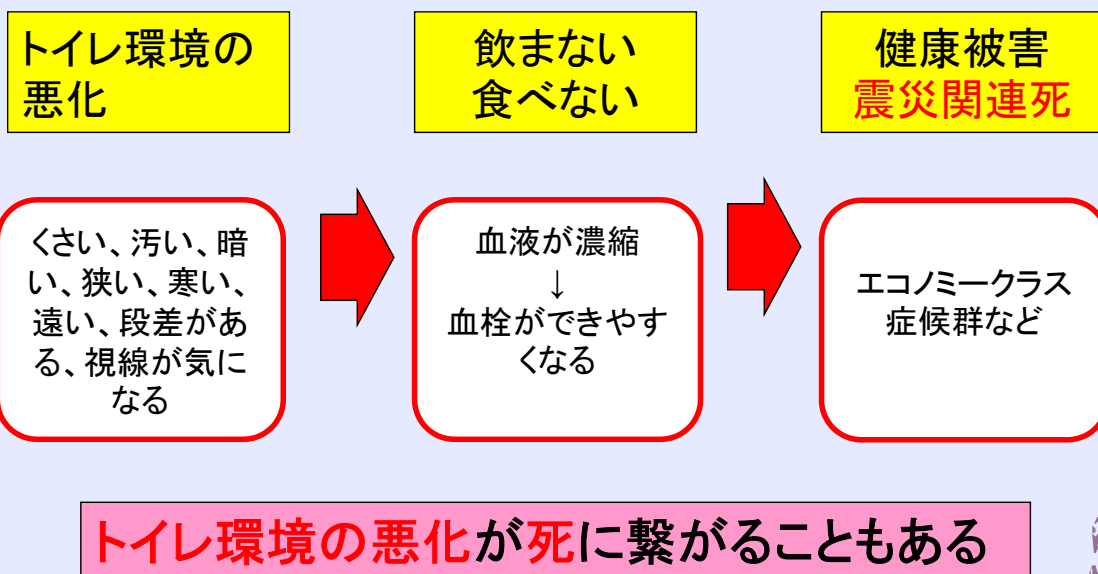 トイレ環境の
悪化
飲まない
食べない
健康被害
震災関連死
くさい、汚い、暗
い、狭い、寒い、
遠い、段差があ
る、視線が気に
なる
血液が濃縮
↓
血栓ができやす
くなる
エコノミークラス
症候群など
トイレ環境の悪化が死に繋がることもある